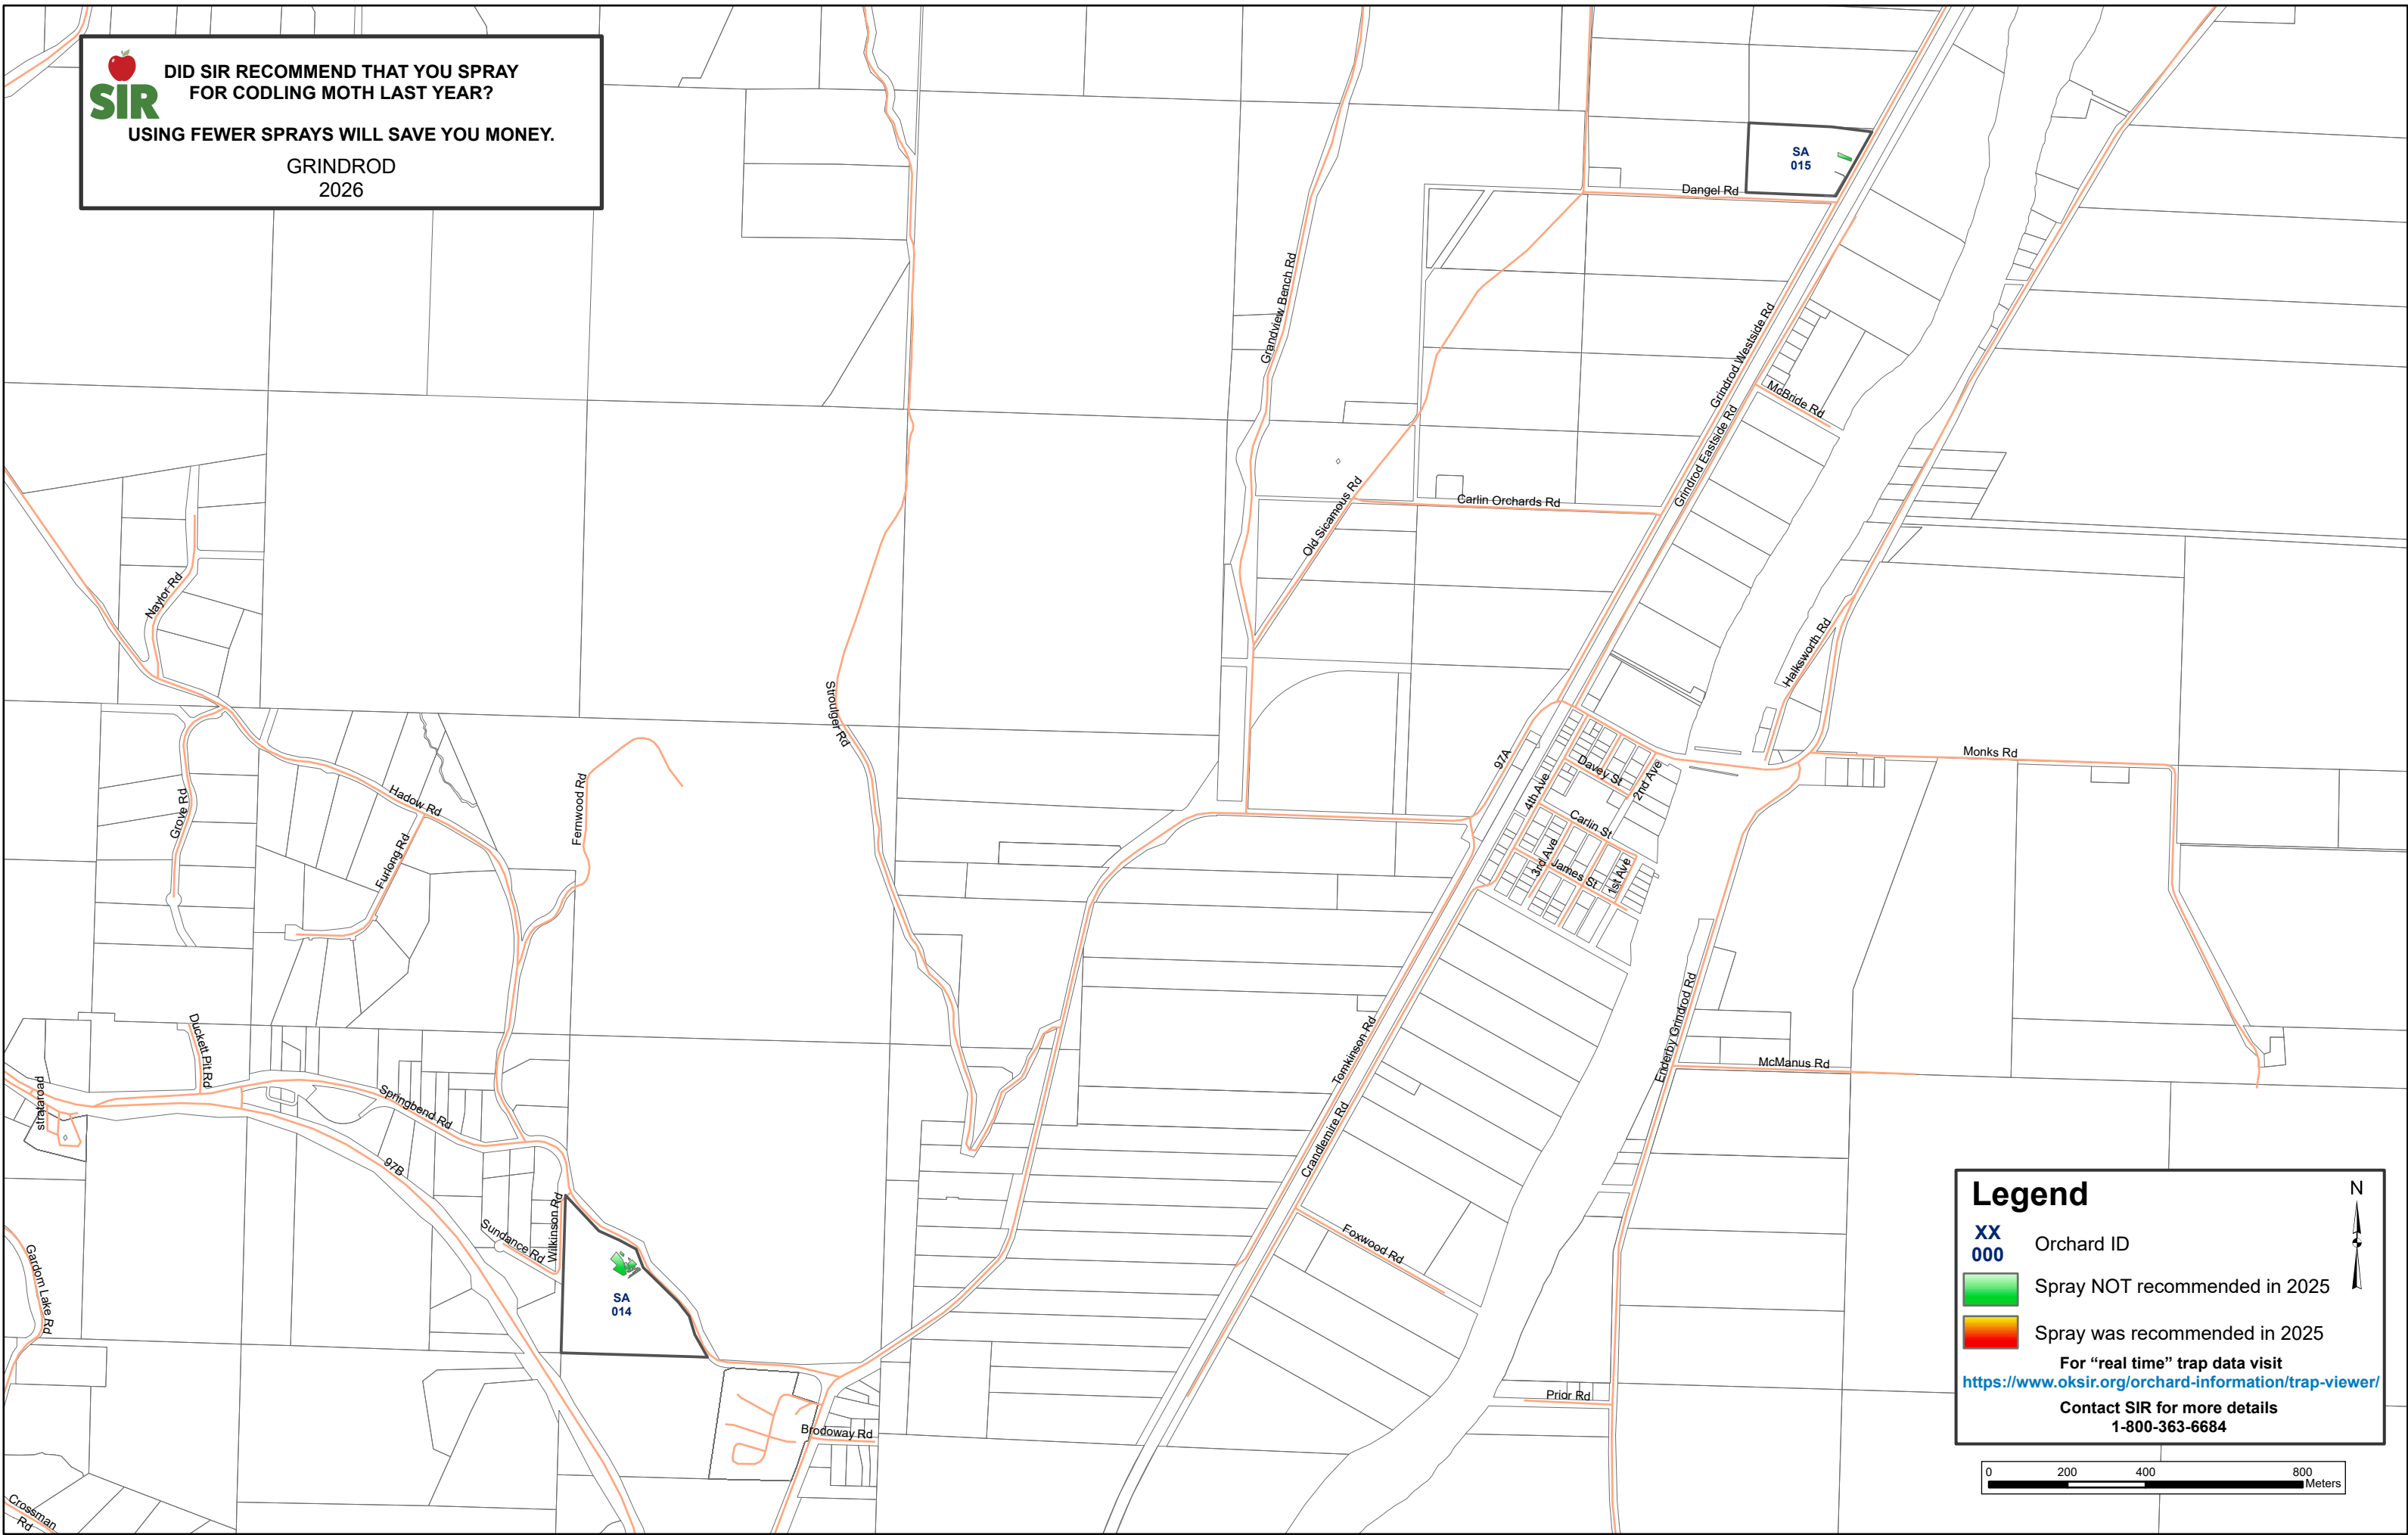 SIR
DID SIR RECOMMEND THAT YOU SPRAY
FOR CODLING MOTH LAST YEAR?
USING FEWER SPRAYS WILL SAVE YOU MONEY.
GRINDROD
2026
SA
015
Dangel Rd
Grandview Bench Rd
Grindrod Westside Rd
McBride Rd
Grindrod Eastside Rd
Old Sicamous Rd
Carlin Orchards Rd
Naylor Rd
Halksworth Rd
Stroulger Rd
97A
Monks Rd
Davey St
2nd Ave
4th Ave
Carlin St
3rd Ave
James St
1st Ave
Hadow Rd
Grove Rd
Fernwood Rd
Furlong Rd
Duckett Pit Rd
strataroad
Springbend Rd
97B
Tomkinson Rd
Enderby Grindrod Rd
McManus Rd
Crandlemire Rd
Wilkinson Rd
Sundance Rd
Foxwood Rd
Gardom Lake Rd
SA
014
Prior Rd
Brodoway Rd
Crossman
Rd
Legend
N
XX
000
Orchard ID
Spray NOT recommended in 2025
Spray was recommended in 2025
For “real time” trap data visit
https://www.oksir.org/orchard-information/trap-viewer/
Contact SIR for more details
1-800-363-6684
0 200 400 800
Meters